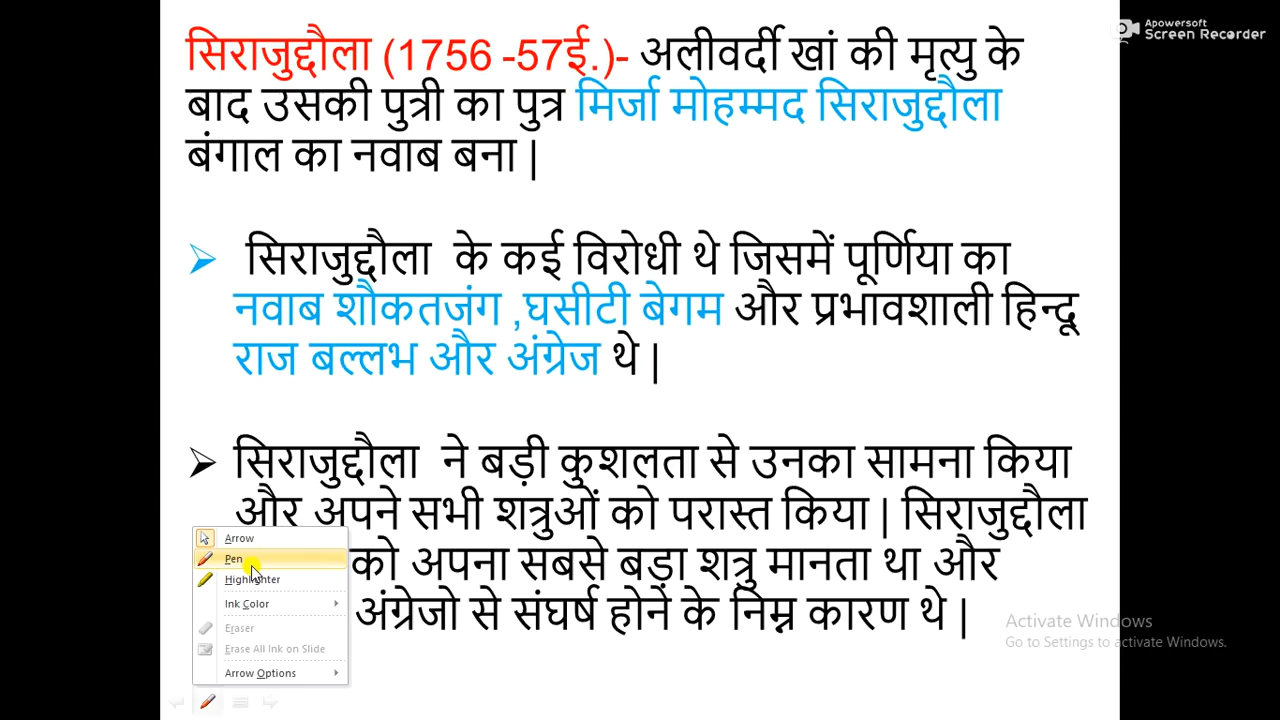 Apowersoft
Screen Recorder
सिराजुद्दौला (1756 -57ई.)- अलीवर्दी खां की मृत्यु के
बाद उसकी पुत्री का पुत्र मिर्जा मोहम्मद सिराजुद्दौला
बंगाल का नवाब बना |
➢ सिराजुद्दौला के कई विरोधी थे जिसमें पूर्णिया का
नवाब शौकतजंग ,घसीटी बेगम और प्रभावशाली हिन्दू
राज बल्लभ और अंग्रेज थे |
➢ सिराजुद्दौला ने बड़ी कुशलता से उनका सामना किया
और अपने सभी शत्रुओं को परास्त किया | सिराजुद्दौला
को अपना सबसे बड़ा शत्रु मानता था और
अंग्रेजो से संघर्ष होने के निम्न कारण थे |
Arrow
Pen
Highlighter
Ink Color
Eraser
Erase All Ink on Slide
Arrow Options
Activate Windows
Go to Settings to activate Windows.